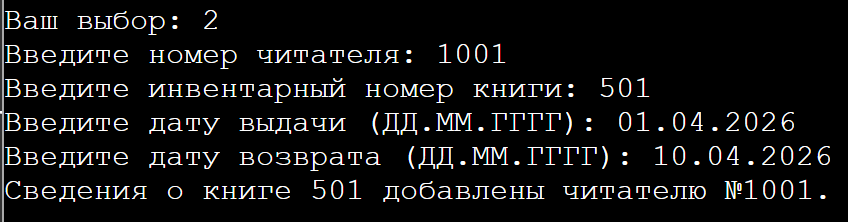 Ваш выбор: 2
Введите номер читателя: 1001
Введите инвентарный номер книги: 501
Введите дату выдачи (ДД.ММ.ГГГГ): 01.04.2026
Введите дату возврата (ДД.ММ.ГГГГ): 10.04.2026
Сведения о книге 501 добавлены читателю №1001.